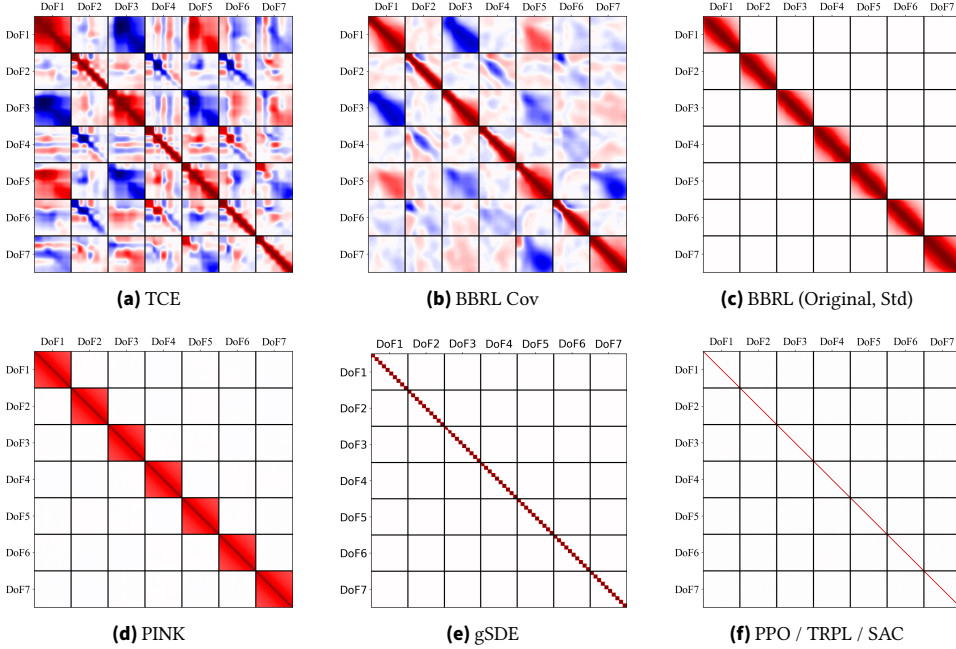 DoF1 DoF2 DoF3 DoF4 DoF5 DoF6 DoF7
DoF1
DoF2
DoF3
DoF4
DoF5
DoF6
DoF7
(a) TCE
DoF1 DoF2 DoF3 DoF4 DoF5 DoF6 DoF7
DoF1
DoF2
DoF3
DoF4
DoF5
DoF6
DoF7
(b) BBRL Cov
DoF1 DoF2 DoF3 DoF4 DoF5 DoF6 DoF7
DoF1
DoF2
DoF3
DoF4
DoF5
DoF6
DoF7
(c) BBRL (Original, Std)
DoF1 DoF2 DoF3 DoF4 DoF5 DoF6 DoF7
DoF1
DoF2
DoF3
DoF4
DoF5
DoF6
DoF7
(d) PINK
DoF1 DoF2 DoF3 DoF4 DoF5 DoF6 DoF7
DoF1
DoF2
DoF3
DoF4
DoF5
DoF6
DoF7
(e) gSDE
DoF1 DoF2 DoF3 DoF4 DoF5 DoF6 DoF7
DoF1
DoF2
DoF3
DoF4
DoF5
DoF6
DoF7
(f) PPO / TRPL / SAC